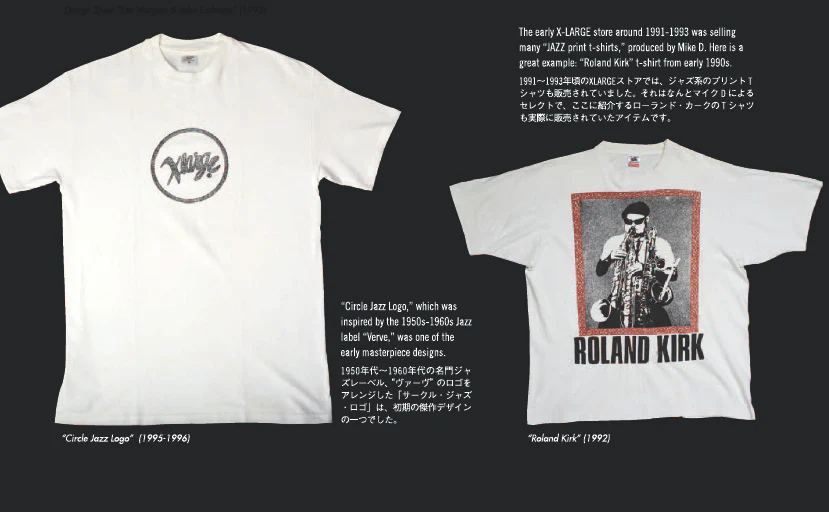 The early X-LARGE store around 1991-1993 was selling
many “JAZZ print t-shirts,” produced by Mike D. Here is a
great example: “Roland Kirk” t-shirt from early 1990s.
1991〜1993年頃のXLARGEストアでは、ジャズ系のプリントT
シャツも販売されていました。それはなんとマイクDによる
セレクトで、ここに紹介するローランド・カークのTシャツ
も実際に販売されていたアイテムです。
Xlarge
ROLAND KIRK
“Circle Jazz Logo,” which was
inspired by the 1950s-1960s Jazz
label “Verve,” was one of the
early masterpiece designs.
1950年代〜1960年代の名門ジャ
ズレーベル、“ヴァーヴ” のロゴを
アレンジした「サークル・ジャズ
・ロゴ」は、初期の傑作デザイン
の一つでした。
“Circle Jazz Logo” (1995-1996)
“Roland Kirk” (1992)